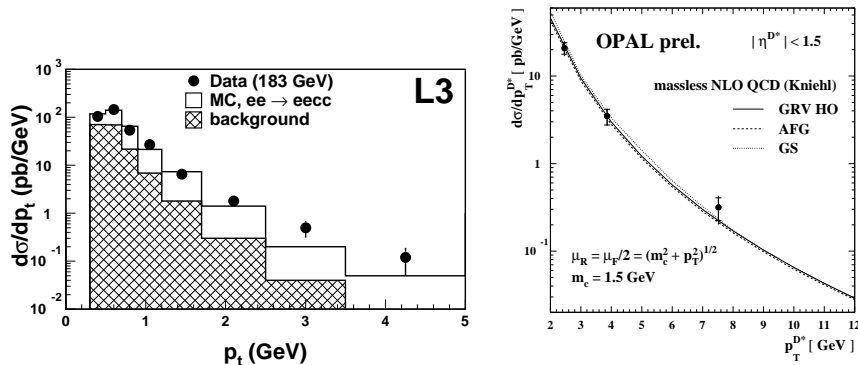 L3
Data (183 GeV)
MC, ee → eecc
background
dσ/dp_t (pb/GeV)
10^3
10^2
10
1
10^-1
10^-2
0 1 2 3 4 5
p_t (GeV)
OPAL prel. |η^D*| < 1.5
massless NLO QCD (Kniehl)
GRV HO
AFG
GS
dσ/dp_T^D* [ pb/GeV]
10
1
10^-1
μ_R = μ_F/2 = (m_c^2 + p_T^2)^1/2
m_c = 1.5 GeV
2 3 4 5 6 7 8 9 10 11 12
p_T^D* [ GeV]